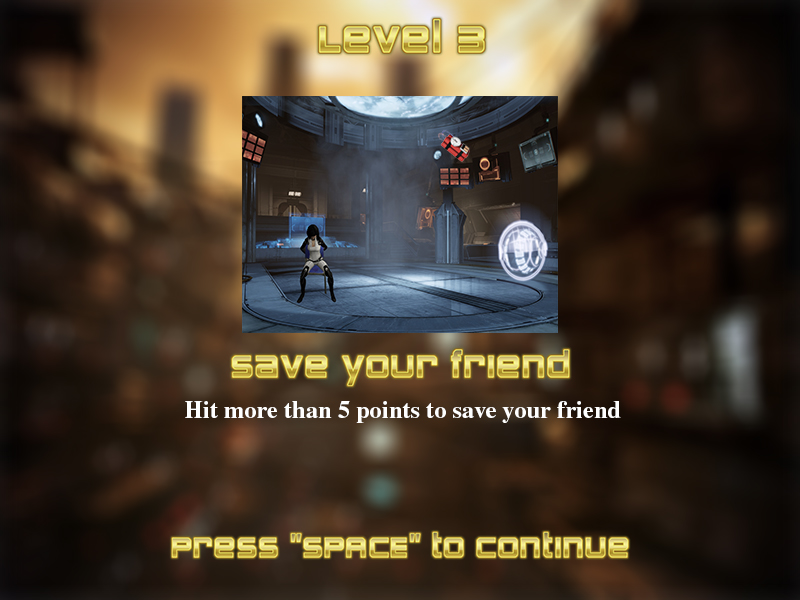 Level 3
save your friend
Hit more than 5 points to save your friend
Press "SPACE" to continue